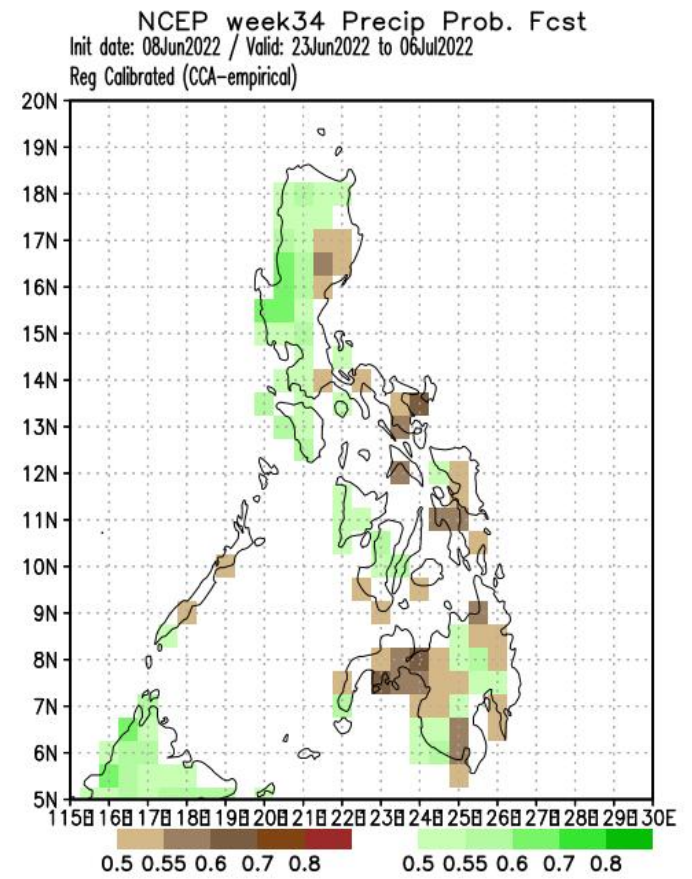 NCEP week34 Precip Prob. Fcst
Init date: 08Jun2022 / Valid: 23Jun2022 to 06Jul2022
Reg Calibrated (CCA-empirical)
20N
19N
18N
17N
16N
15N
14N
13N
12N
11N
10N
9N
8N
7N
6N
5N
115E 116E 117E 118E 119E 120E 121E 122E 123E 124E 125E 126E 127E 128E 129E 130E
0.5 0.55 0.6 0.7 0.8 0.5 0.55 0.6 0.7 0.8